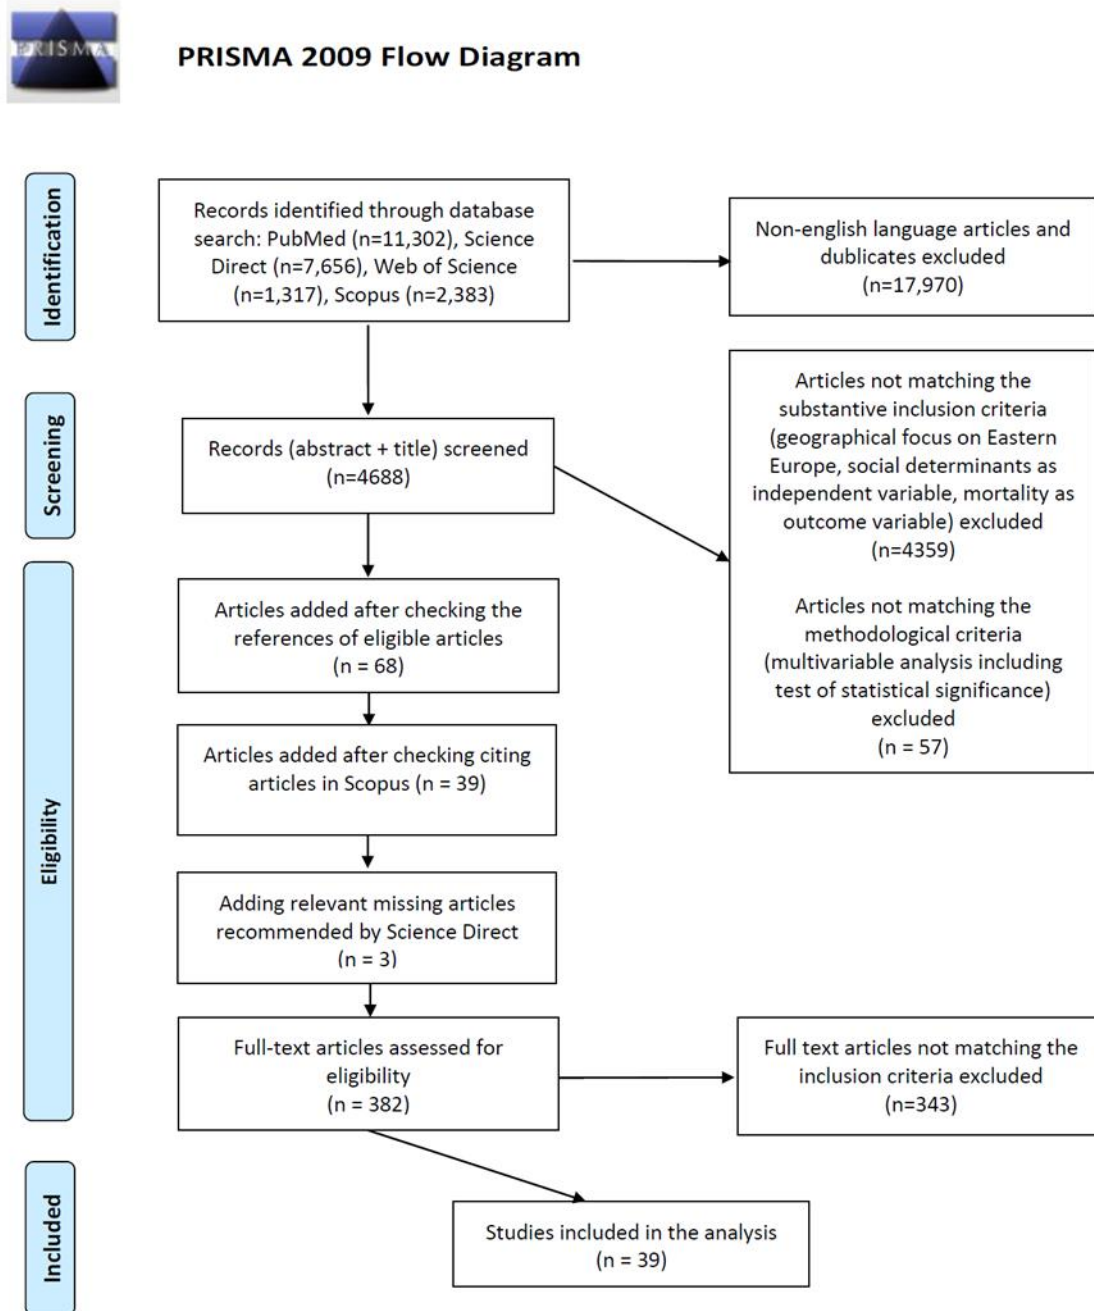 PRISMA
PRISMA 2009 Flow Diagram
Identification
Records identified through database
search: PubMed (n=11,302), Science
Direct (n=7,656), Web of Science
(n=1,317), Scopus (n=2,383)
Non-english language articles and
dublicates excluded
(n=17,970)
Screening
Records (abstract + title) screened
(n=4688)
Articles not matching the
substantive inclusion criteria
(geographical focus on Eastern
Europe, social determinants as
independent variable, mortality as
outcome variable) excluded
(n=4359)
Articles not matching the
methodological criteria
(multivariable analysis including
test of statistical significance)
excluded
(n = 57)
Eligibility
Articles added after checking the
references of eligible articles
(n = 68)
Articles added after checking citing
articles in Scopus (n = 39)
Adding relevant missing articles
recommended by Science Direct
(n = 3)
Full-text articles assessed for
eligibility
(n = 382)
Full text articles not matching the
inclusion criteria excluded
(n=343)
Included
Studies included in the analysis
(n = 39)